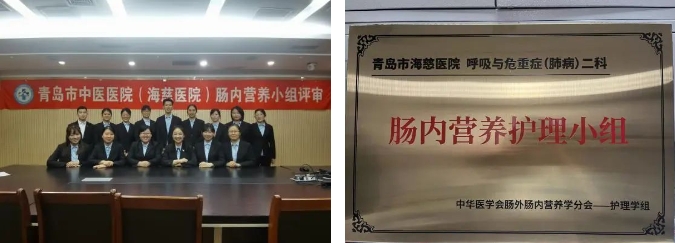 青岛市中医医院（海慈医院）肠内营养小组评审
青岛市海慈医院 呼吸与危重症(肺病)二科
肠内营养护理小组
中华医学会肠外肠内营养学分会——护理学组